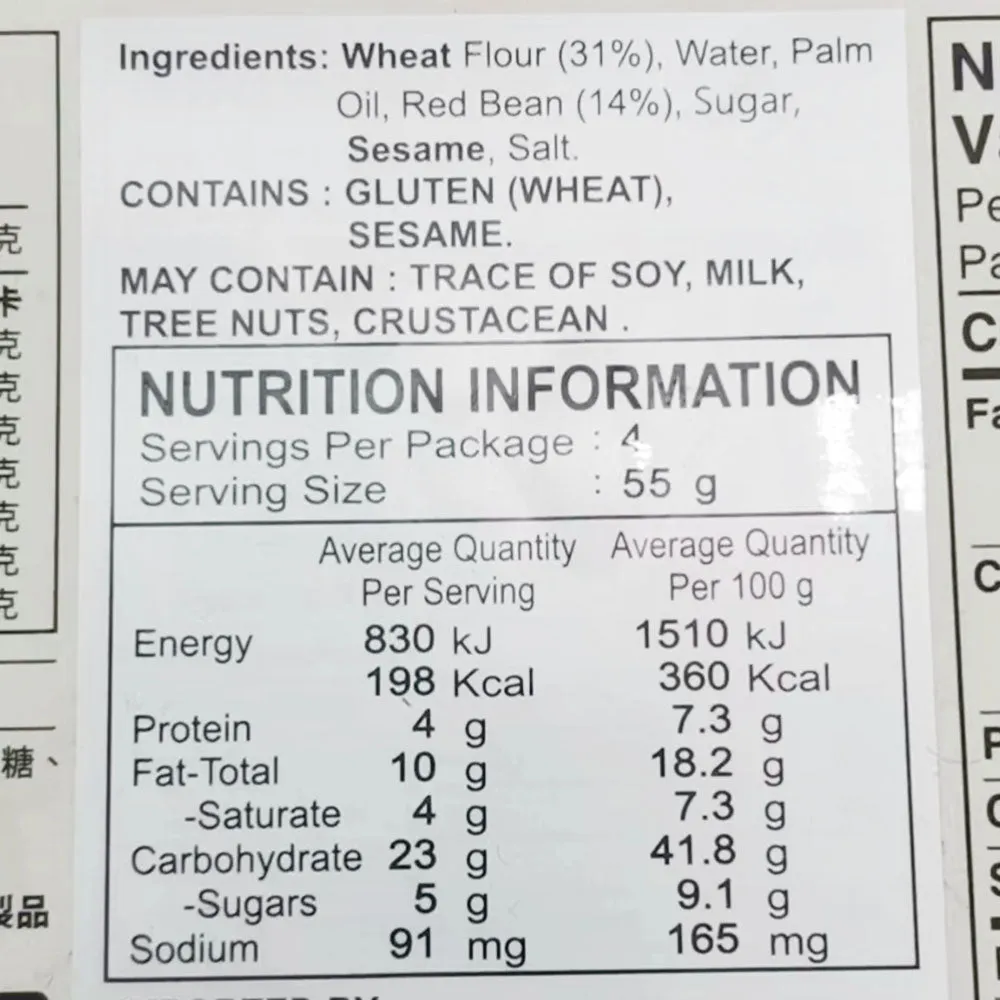 Ingredients: Wheat Flour (31%), Water, Palm
Oil, Red Bean (14%), Sugar,
Sesame, Salt.
CONTAINS : GLUTEN (WHEAT),
SESAME.
MAY CONTAIN : TRACE OF SOY, MILK,
TREE NUTS, CRUSTACEAN .
NUTRITION INFORMATION
Servings Per Package : 4
Serving Size : 55 g
Average Quantity Average Quantity
Per Serving Per 100 g
Energy 830 kJ 1510 kJ
198 Kcal 360 Kcal
Protein 4 g 7.3 g
Fat-Total 10 g 18.2 g
-Saturate 4 g 7.3 g
Carbohydrate 23 g 41.8 g
-Sugars 5 g 9.1 g
Sodium 91 mg 165 mg
克
卡
克
克
克
克
克
克
克
糖、
製品